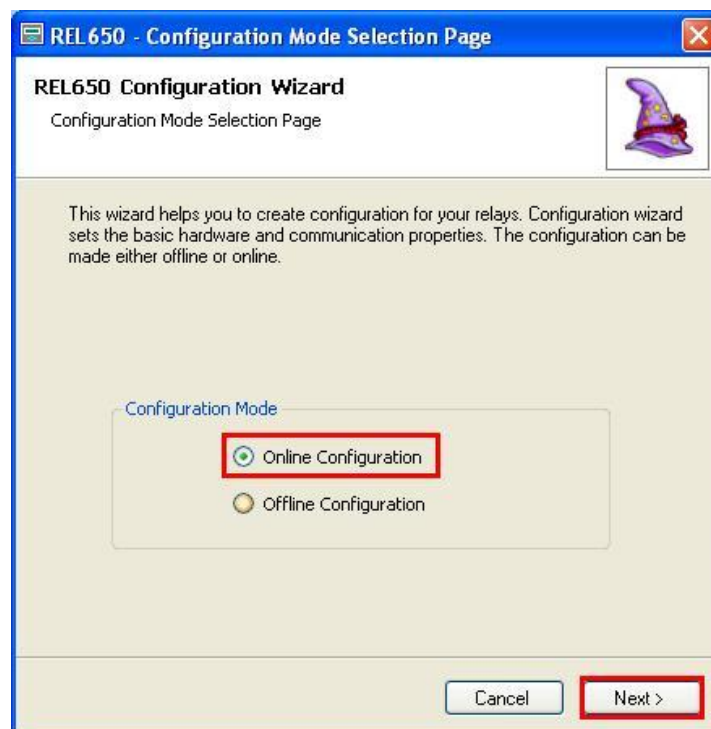 REL650 - Configuration Mode Selection Page
REL650 Configuration Wizard
Configuration Mode Selection Page
This wizard helps you to create configuration for your relays. Configuration wizard
sets the basic hardware and communication properties. The configuration can be
made either offline or online.
Configuration Mode
Online Configuration
Offline Configuration
Cancel
Next >